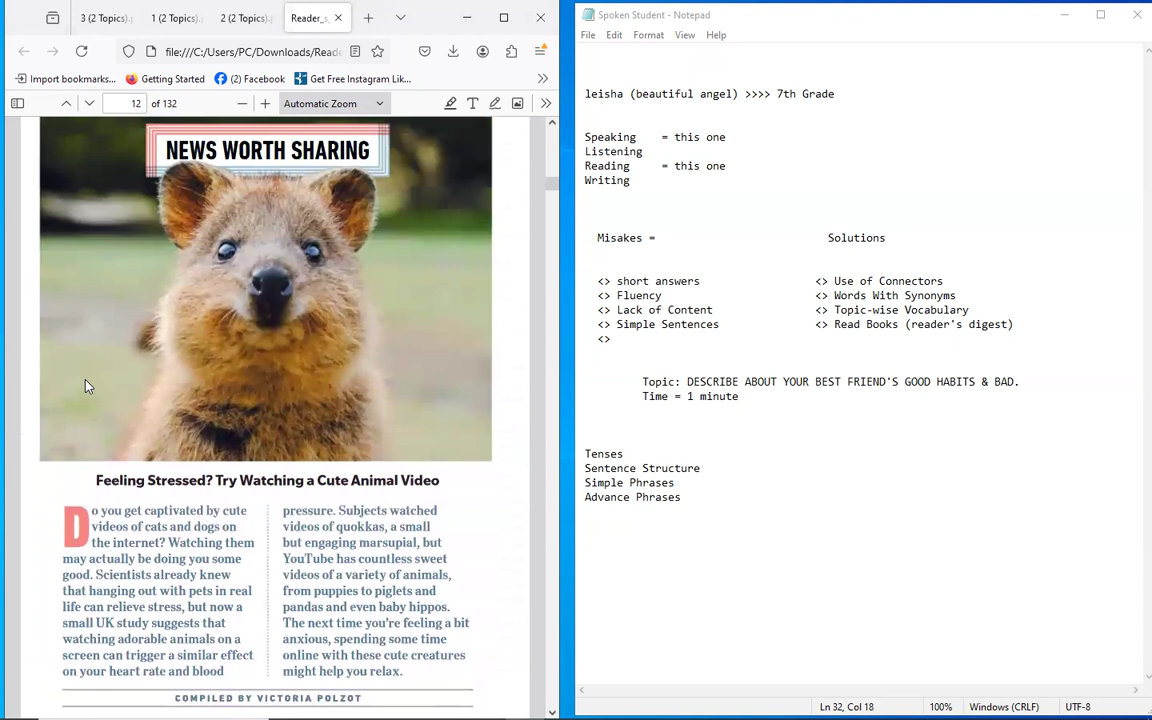 3 (2 Topics).
1 (2 Topics).
2 (2 Topics).
Reader_s
file:///C:/Users/PC/Downloads/Read
Import bookmarks...
Getting Started
(2) Facebook
Get Free Instagram Lik...
12 of 132
Automatic Zoom
NEWS WORTH SHARING
Feeling Stressed? Try Watching a Cute Animal Video
Do you get captivated by cute
videos of cats and dogs on
the internet? Watching them
may actually be doing you some
good. Scientists already knew
that hanging out with pets in real
life can relieve stress, but now a
small UK study suggests that
watching adorable animals on a
screen can trigger a similar effect
on your heart rate and blood
pressure. Subjects watched
videos of quokkas, a small
but engaging marsupial, but
YouTube has countless sweet
videos of a variety of animals,
from puppies to piglets and
pandas and even baby hippos.
The next time you're feeling a bit
anxious, spending some time
online with these cute creatures
might help you relax.
COMPILED BY VICTORIA POLZOT
Spoken Student - Notepad
File Edit Format View Help
leisha (beautiful angel) >>>> 7th Grade
Speaking = this one
Listening
Reading = this one
Writing
Misakes = Solutions
<> short answers <> Use of Connectors
<> Fluency <> Words With Synonyms
<> Lack of Content <> Topic-wise Vocabulary
<> Simple Sentences <> Read Books (reader's digest)
<>
Topic: DESCRIBE ABOUT YOUR BEST FRIEND'S GOOD HABITS & BAD.
Time = 1 minute
Tenses
Sentence Structure
Simple Phrases
Advance Phrases
Ln 32, Col 18 100% Windows (CRLF) UTF-8